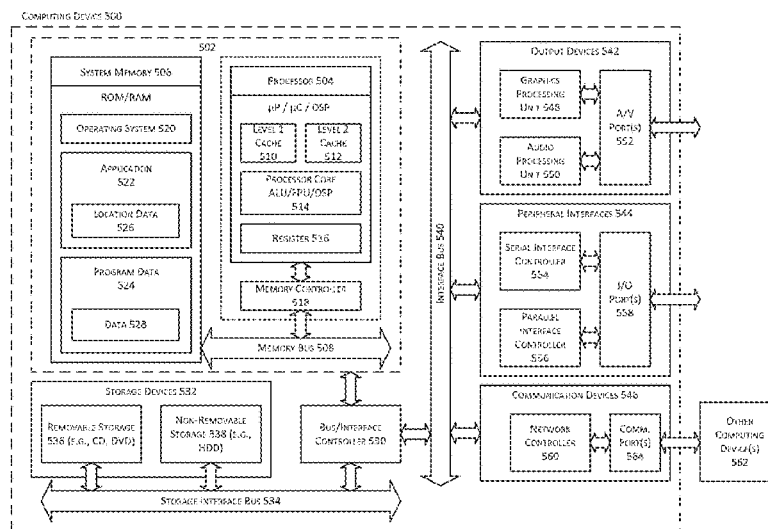 COMPUTING DEVICE 500
502
SYSTEM MEMORY 506
ROM/RAM
OPERATING SYSTEM 520
APPLICATION
522
LOCATION DATA
526
PROGRAM DATA
524
DATA 528
PROCESSOR 504
µP / µC / DSP
LEVEL 1
CACHE
510
LEVEL 2
CACHE
512
PROCESSOR CORE
ALU/FPU/DSP
514
REGISTER 516
MEMORY CONTROLLER
518
MEMORY BUS 508
STORAGE DEVICES 532
REMOVABLE STORAGE
536 (E.G., CD, DVD)
NON-REMOVABLE
STORAGE 538 (E.G.,
HDD)
BUS/INTERFACE
CONTROLLER 530
STORAGE INTERFACE BUS 534
INTERFACE BUS 540
OUTPUT DEVICES 542
GRAPHICS
PROCESSING
UNIT 548
AUDIO
PROCESSING
UNIT 550
A/V
PORT(S)
552
PERIPHERAL INTERFACES 544
SERIAL INTERFACE
CONTROLLER
554
PARALLEL
INTERFACE
CONTROLLER
556
I/O
PORT(S)
558
COMMUNICATION DEVICES 546
NETWORK
CONTROLLER
560
COMM.
PORT(S)
564
OTHER
COMPUTING
DEVICE(S)
562